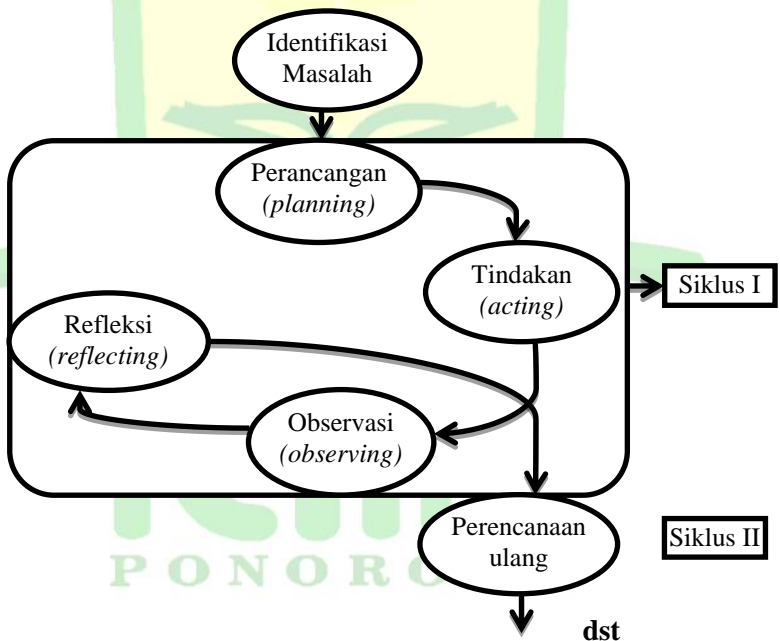 Identifikasi
Masalah
Perancangan
(planning)
Tindakan
(acting)
Siklus I
Refleksi
(reflecting)
Observasi
(observing)
Perencanaan
ulang
Siklus II
PONORO
dst